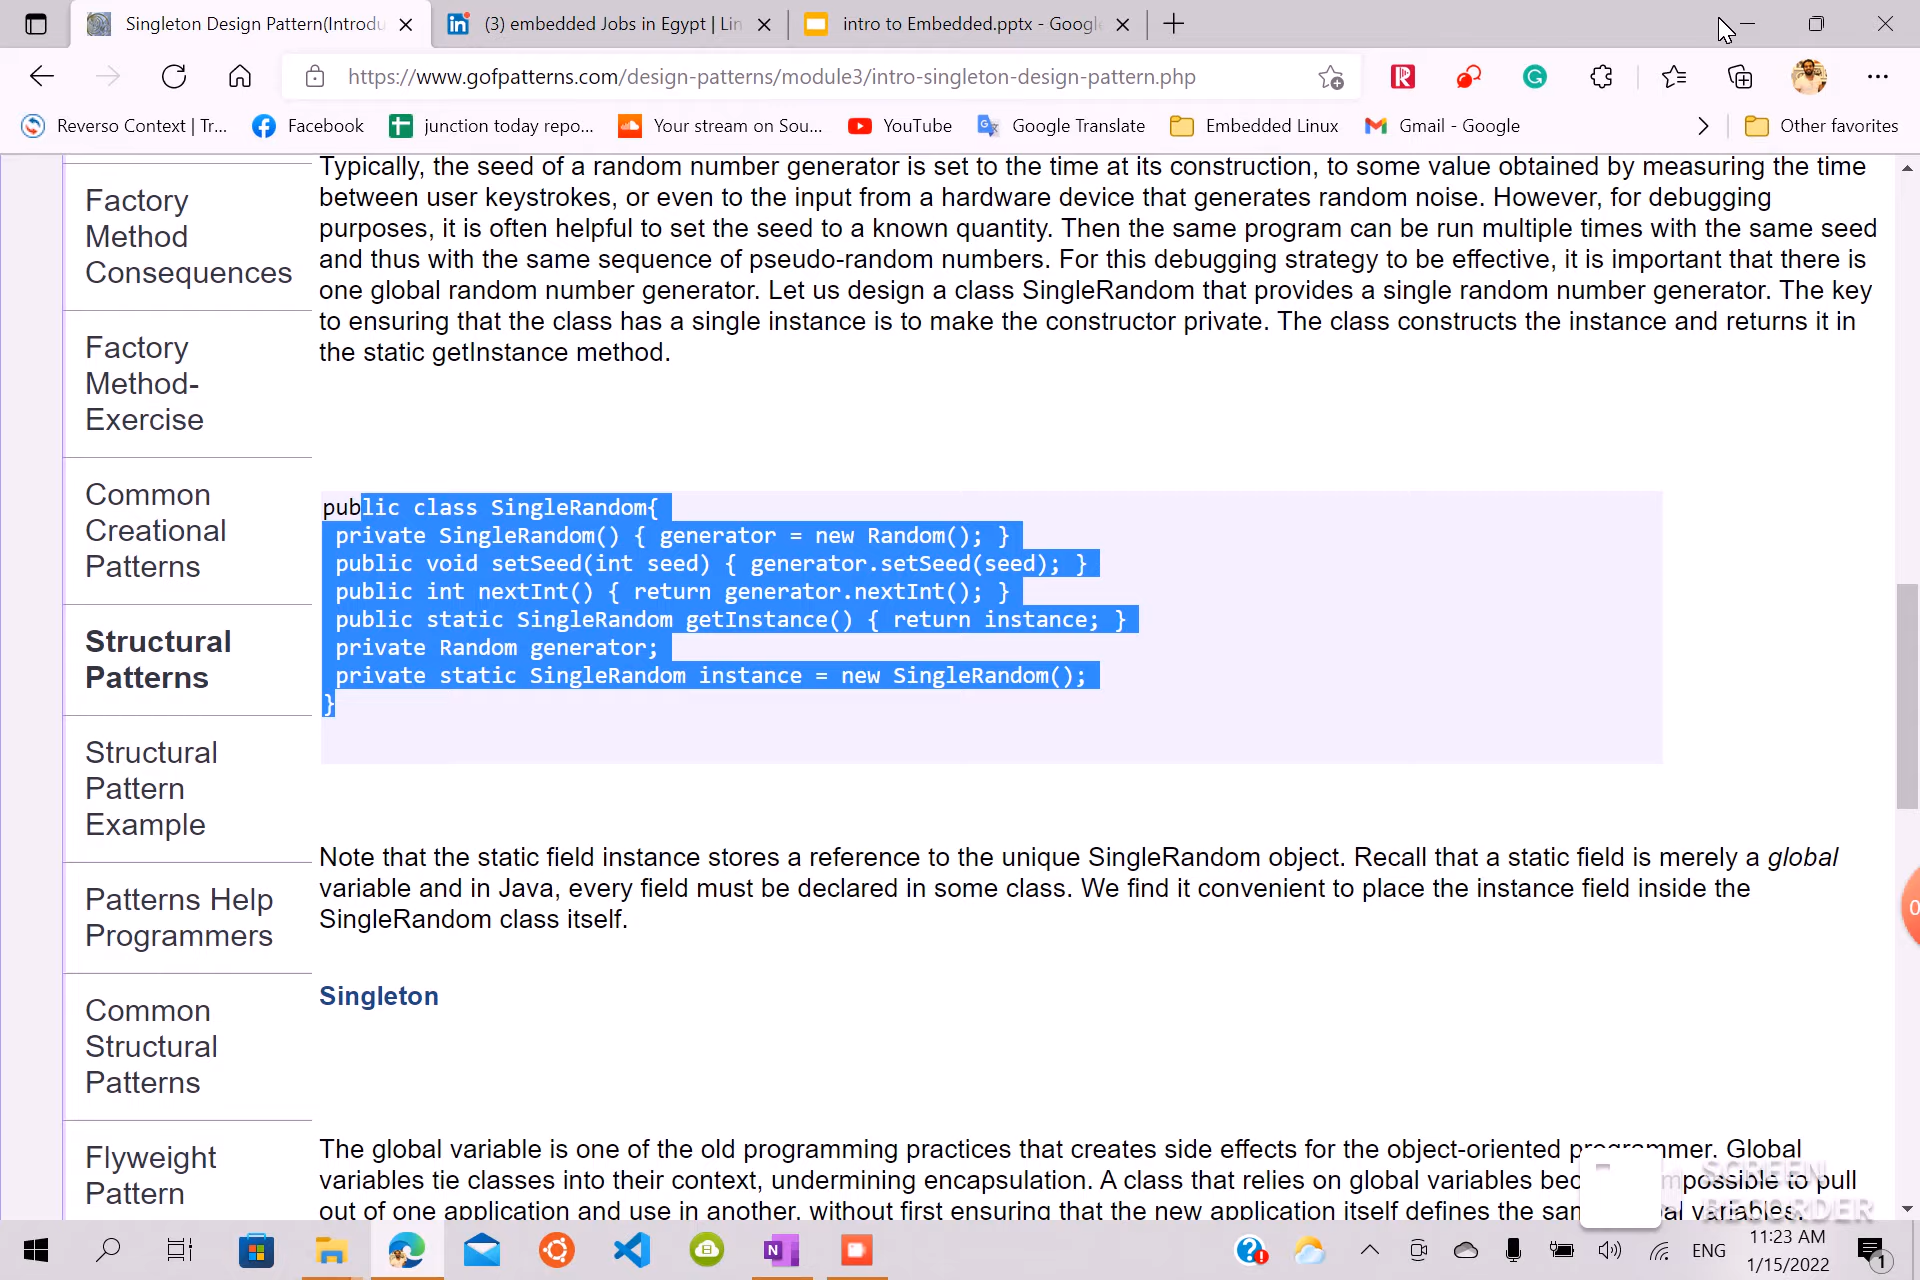 Singleton Design Pattern(Introdu
(3) embedded Jobs in Egypt | Lin
intro to Embedded.pptx - Google
https://www.gofpatterns.com/design-patterns/module3/intro-singleton-design-pattern.php
Reverso Context | Tr...
Facebook
junction today repo...
Your stream on Sou...
YouTube
Google Translate
Embedded Linux
Gmail - Google
Other favorites
Factory
Method
Consequences
Factory
Method-
Exercise
Common
Creational
Patterns
Structural
Patterns
Structural
Pattern
Example
Patterns Help
Programmers
Common
Structural
Patterns
Flyweight
Pattern
Typically, the seed of a random number generator is set to the time at its construction, to some value obtained by measuring the time
between user keystrokes, or even to the input from a hardware device that generates random noise. However, for debugging
purposes, it is often helpful to set the seed to a known quantity. Then the same program can be run multiple times with the same seed
and thus with the same sequence of pseudo-random numbers. For this debugging strategy to be effective, it is important that there is
one global random number generator. Let us design a class SingleRandom that provides a single random number generator. The key
to ensuring that the class has a single instance is to make the constructor private. The class constructs the instance and returns it in
the static getInstance method.
public class SingleRandom{
private SingleRandom() { generator = new Random(); }
public void setSeed(int seed) { generator.setSeed(seed); }
public int nextInt() { return generator.nextInt(); }
public static SingleRandom getInstance() { return instance; }
private Random generator;
private static SingleRandom instance = new SingleRandom();
}
Note that the static field instance stores a reference to the unique SingleRandom object. Recall that a static field is merely a global
variable and in Java, every field must be declared in some class. We find it convenient to place the instance field inside the
SingleRandom class itself.
Singleton
The global variable is one of the old programming practices that creates side effects for the object-oriented programmer. Global
variables tie classes into their context, undermining encapsulation. A class that relies on global variables bec mpossible to pull
out of one application and use in another, without first ensuring that the new application itself defines the san al variables.
SCREEN
RECORDER
0
ENG
11:23 AM
1/15/2022
1